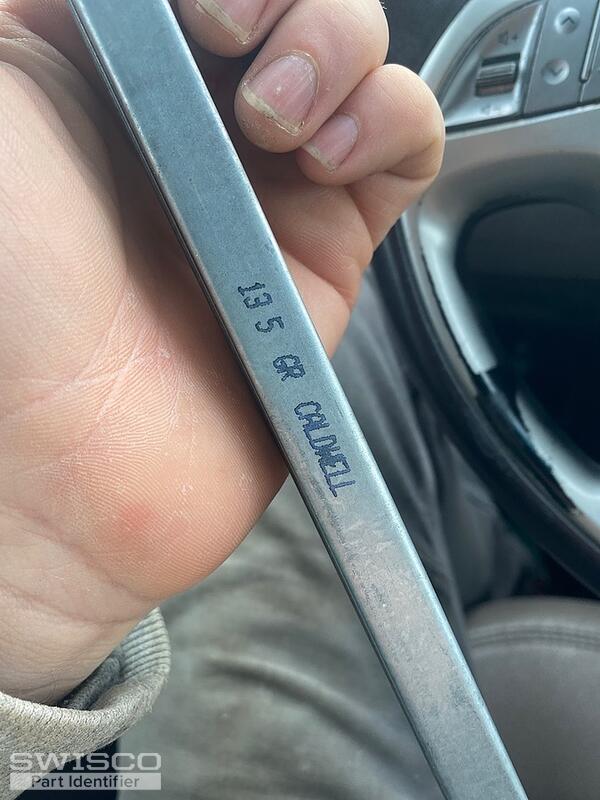 13 5 GR CALDWELL
SWISCO
Part Identifier